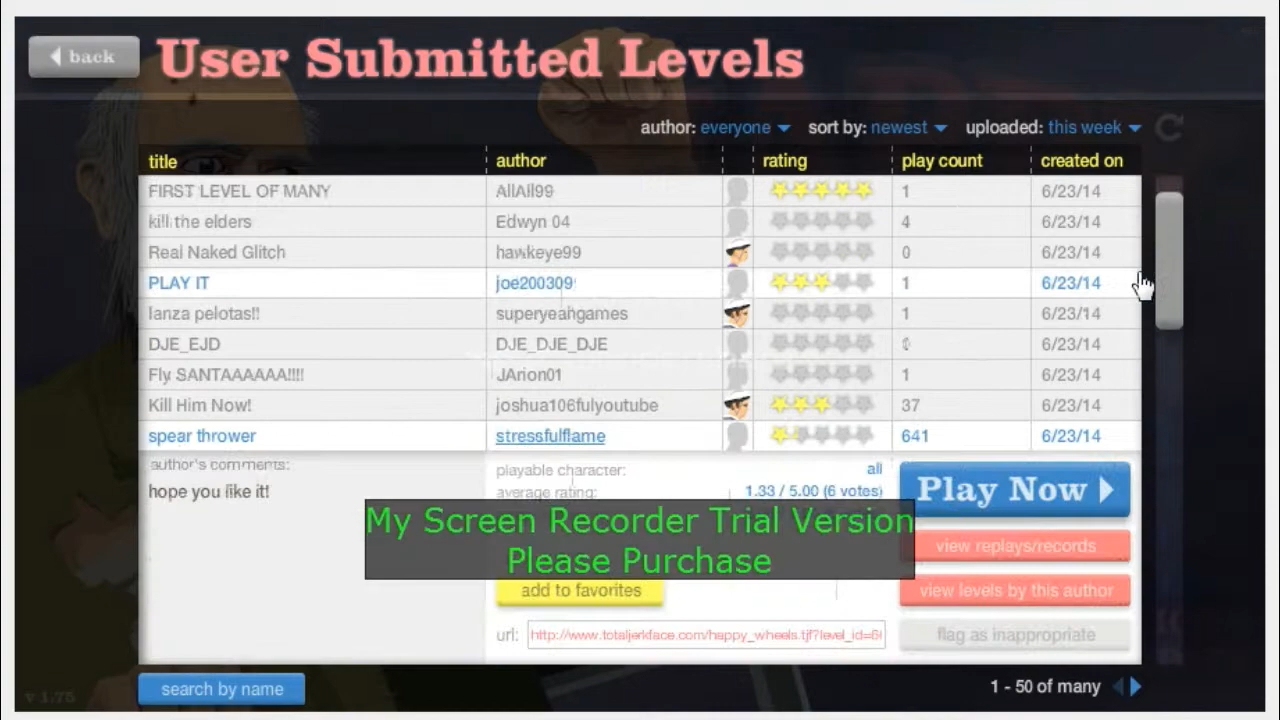 back
User Submitted Levels
author: everyone sort by: newest uploaded: this week
title author rating play count created on
FIRST LEVEL OF MANY AllAll99 1 6/23/14
kill the elders Edwyn 04 4 6/23/14
Real Naked Glitch hawkeye99 0 6/23/14
PLAY IT joe200309 1 6/23/14
lanza pelotas!! superyeahgames 1 6/23/14
DJE_EJD DJE_DJE_DJE 6/23/14
Fly SANTAAAAAA!!!! JArion01 1 6/23/14
Kill Him Now! joshua106fulyoutube 37 6/23/14
spear thrower stressfulflame 641 6/23/14
author's comments: playable character: all
hope you like it! average rating: 1.33 / 5.00 (6 votes) Play Now
My Screen Recorder Trial Version
Please Purchase
view replays/records
add to favorites view levels by this author
url: http://www.totaljerkface.com/happy_wheels.tjf?level_id=6 flag as inappropriate
search by name 1 - 50 of many
v 1.75